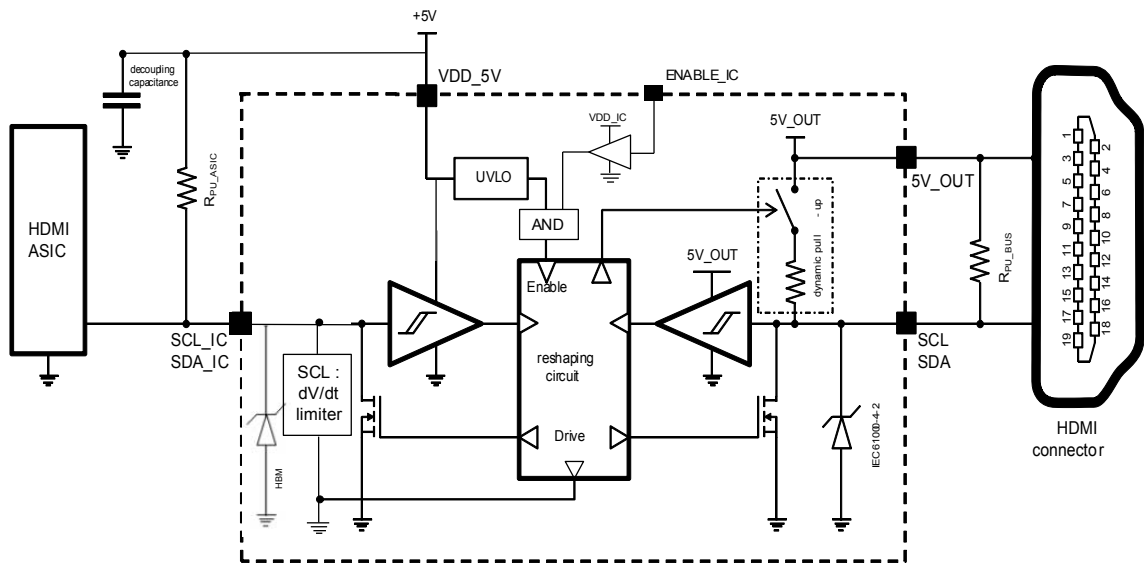 +5V
decoupling
capacitance
VDD_5V
ENABLE_IC
VDD_IC
5V_OUT
5V_OUT
UVLO
AND
RPU_ASIC
HDMI
ASIC
dynamic pull - up
RPU_BUS
5V_OUT
Enable
SCL_IC
SDA_IC
SCL
SDA
reshaping
circuit
SCL :
dV/dt
limiter
Drive
HBM
IEC61000-4-2
1
2
3
4
5
6
7
8
9
10
11
12
13
14
15
16
17
18
19
HDMI
connector